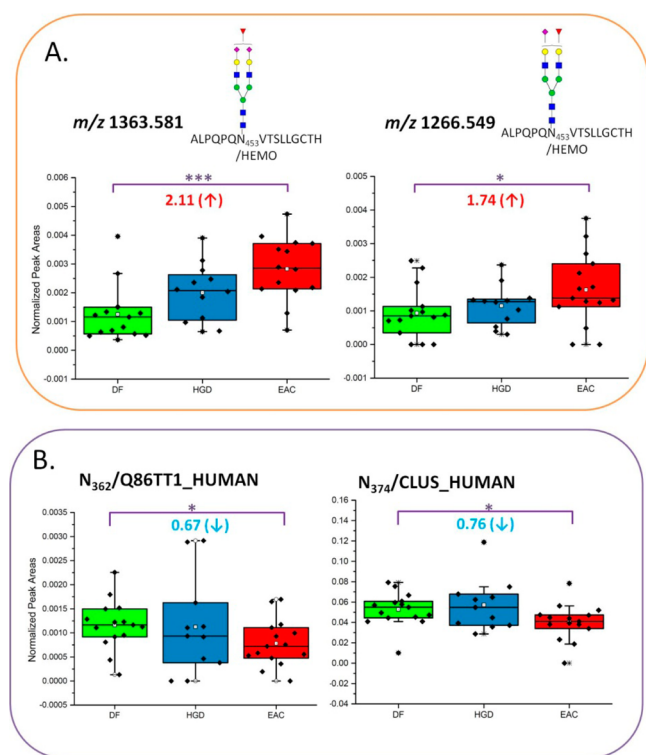 A.
m/z 1363.581
ALPQPQN453VTSLLGCTH
/HEMO
m/z 1266.549
ALPQPQN453VTSLLGCTH
/HEMO
***
2.11 (↑)
Normalized Peak Areas
0.006
0.005
0.004
0.003
0.002
0.001
0.000
-0.001
DF
HGD
EAC
*
1.74 (↑)
0.005
0.004
0.003
0.002
0.001
0.000
-0.001
DF
HGD
EAC
B.
N362/Q86TT1_HUMAN
*
0.67 (↓)
Normalized Peak Areas
0.0035
0.0030
0.0025
0.0020
0.0015
0.0010
0.0005
0.0000
-0.0005
DF
HGD
EAC
N374/CLUS_HUMAN
*
0.76 (↓)
0.16
0.14
0.12
0.10
0.08
0.06
0.04
0.02
0.00
-0.02
-0.04
DF
HGD
EAC